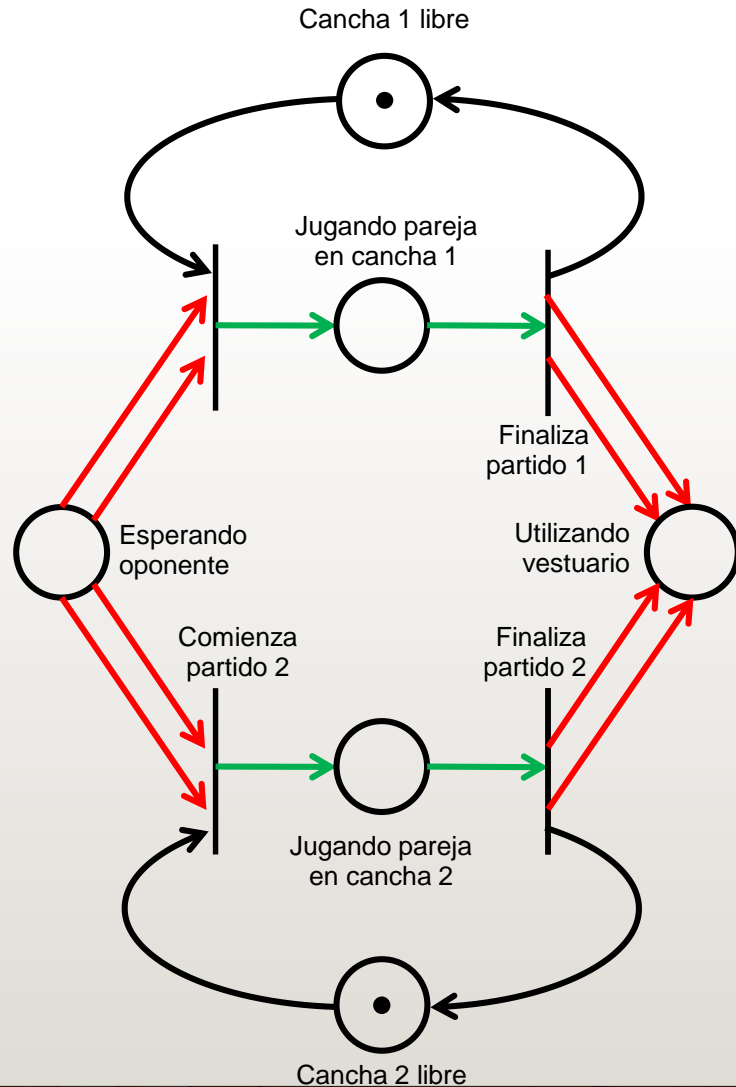 Cancha 1 libre
Jugando pareja
en cancha 1
Finaliza
partido 1
Esperando
oponente
Utilizando
vestuario
Comienza
partido 2
Finaliza
partido 2
Jugando pareja
en cancha 2
Cancha 2 libre